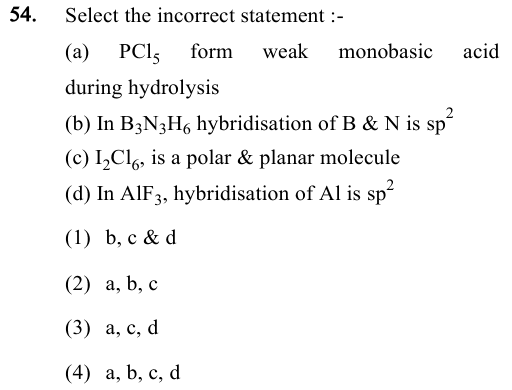 54. Select the incorrect statement :-
(a) PCl₅ form weak monobasic acid
during hydrolysis
(b) In B₃N₃H₆ hybridisation of B & N is sp²
(c) I₂Cl₆, is a polar & planar molecule
(d) In AlF₃, hybridisation of Al is sp²
(1) b, c & d
(2) a, b, c
(3) a, c, d
(4) a, b, c, d